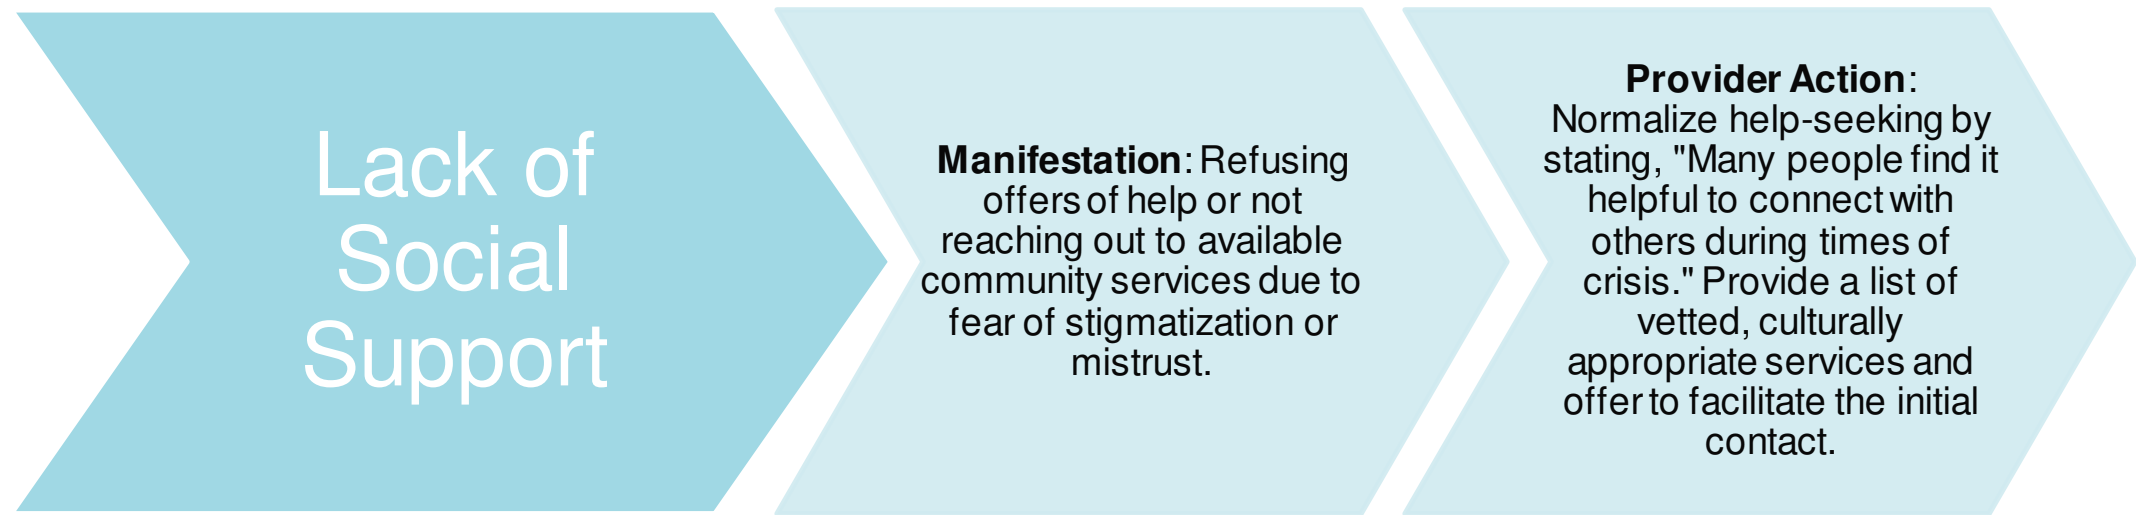 Lack of
Social
Support
Manifestation: Refusing
offers of help or not
reaching out to available
community services due to
fear of stigmatization or
mistrust.
Provider Action:
Normalize help-seeking by
stating, "Many people find it
helpful to connect with
others during times of
crisis." Provide a list of
vetted, culturally
appropriate services and
offer to facilitate the initial
contact.